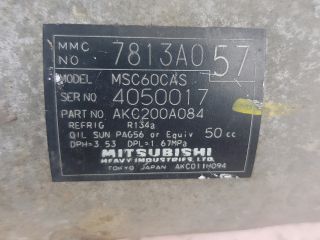 MMC NO 7813A0 57
MODEL MSC60CAS
SER NO 4050017
PART NO AKC200A084
REFRIG R134a
OIL SUN PAG56 or Equiv 50 cc
DPH=3.53 DPL=1.67MPa
MITSUBISHI
HEAVY INDUSTRIES, LTD.
TOKYO JAPAN AKC011H094